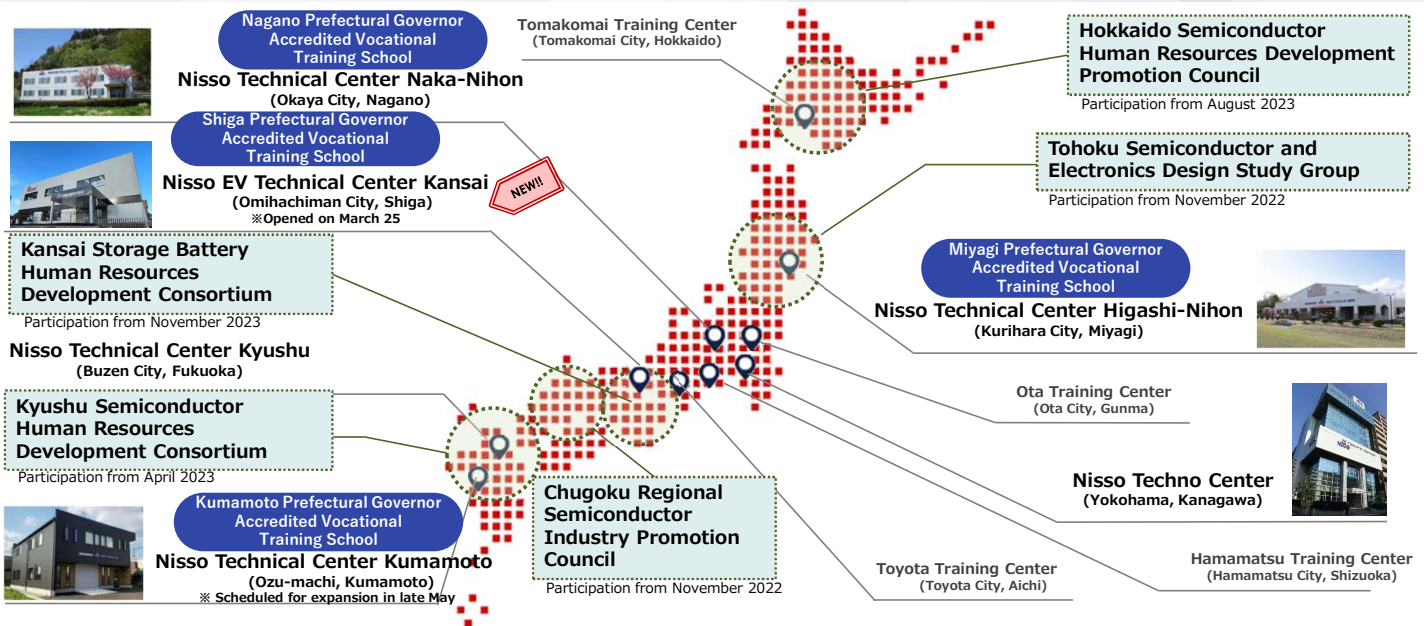 Nagano Prefectural Governor
Accredited Vocational
Training School
Nisso Technical Center Naka-Nihon
(Okaya City, Nagano)
Shiga Prefectural Governor
Accredited Vocational
Training School
Nisso EV Technical Center Kansai
(Omihachiman City, Shiga)
※Opened on March 25
NEW!!
Kansai Storage Battery
Human Resources
Development Consortium
Participation from November 2023
Nisso Technical Center Kyushu
(Buzen City, Fukuoka)
Kyushu Semiconductor
Human Resources
Development Consortium
Participation from April 2023
Kumamoto Prefectural Governor
Accredited Vocational
Training School
Nisso Technical Center Kumamoto
(Ozu-machi, Kumamoto)
※ Scheduled for expansion in late May
Tomakomai Training Center
(Tomakomai City, Hokkaido)
Chugoku Regional
Semiconductor
Industry Promotion
Council
Participation from November 2022
Hokkaido Semiconductor
Human Resources Development
Promotion Council
Participation from August 2023
Tohoku Semiconductor and
Electronics Design Study Group
Participation from November 2022
Miyagi Prefectural Governor
Accredited Vocational
Training School
Nisso Technical Center Higashi-Nihon
(Kurihara City, Miyagi)
Ota Training Center
(Ota City, Gunma)
Nisso Techno Center
(Yokohama, Kanagawa)
Toyota Training Center
(Toyota City, Aichi)
Hamamatsu Training Center
(Hamamatsu City, Shizuoka)